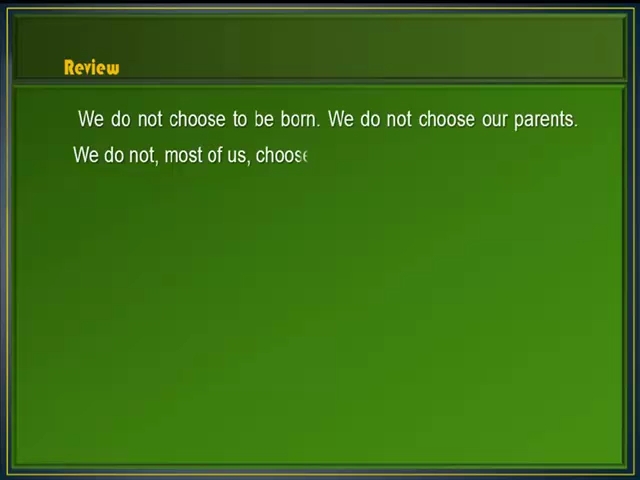 Review
We do not choose to be born. We do not choose our parents.
We do not, most of us, choose